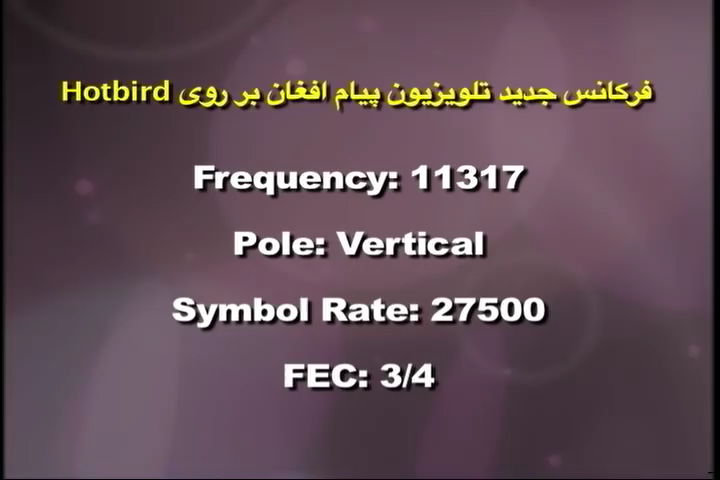 فرکانس جدید تلویزیون پیام افغان بر روی Hotbird
Frequency: 11317
Pole: Vertical
Symbol Rate: 27500
FEC: 3/4